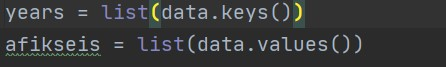 years = list(data.keys())
afikseis = list(data.values())